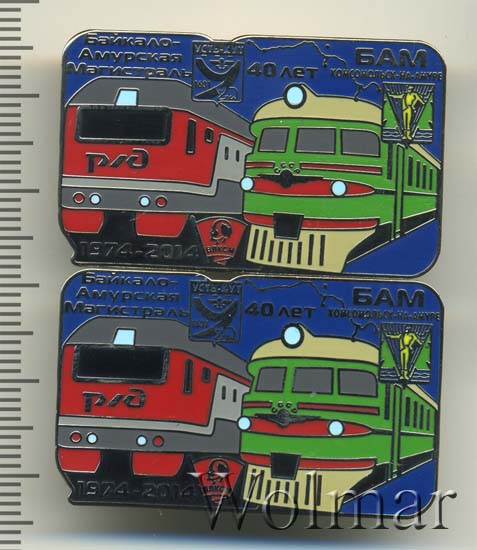 Байкало-
Амурская
Магистраль
УСТЬ-КУТ
40 лет
БАМ
КОМСОМОЛЬСК-НА-АМУРЕ
ржд
1974-2014
ВЛКСМ
Байкало-
Амурская
Магистраль
УСТЬ-КУТ
40 лет
БАМ
КОМСОМОЛЬСК-НА-АМУРЕ
ржд
1974-2014
ВЛКСМ
Wolmar